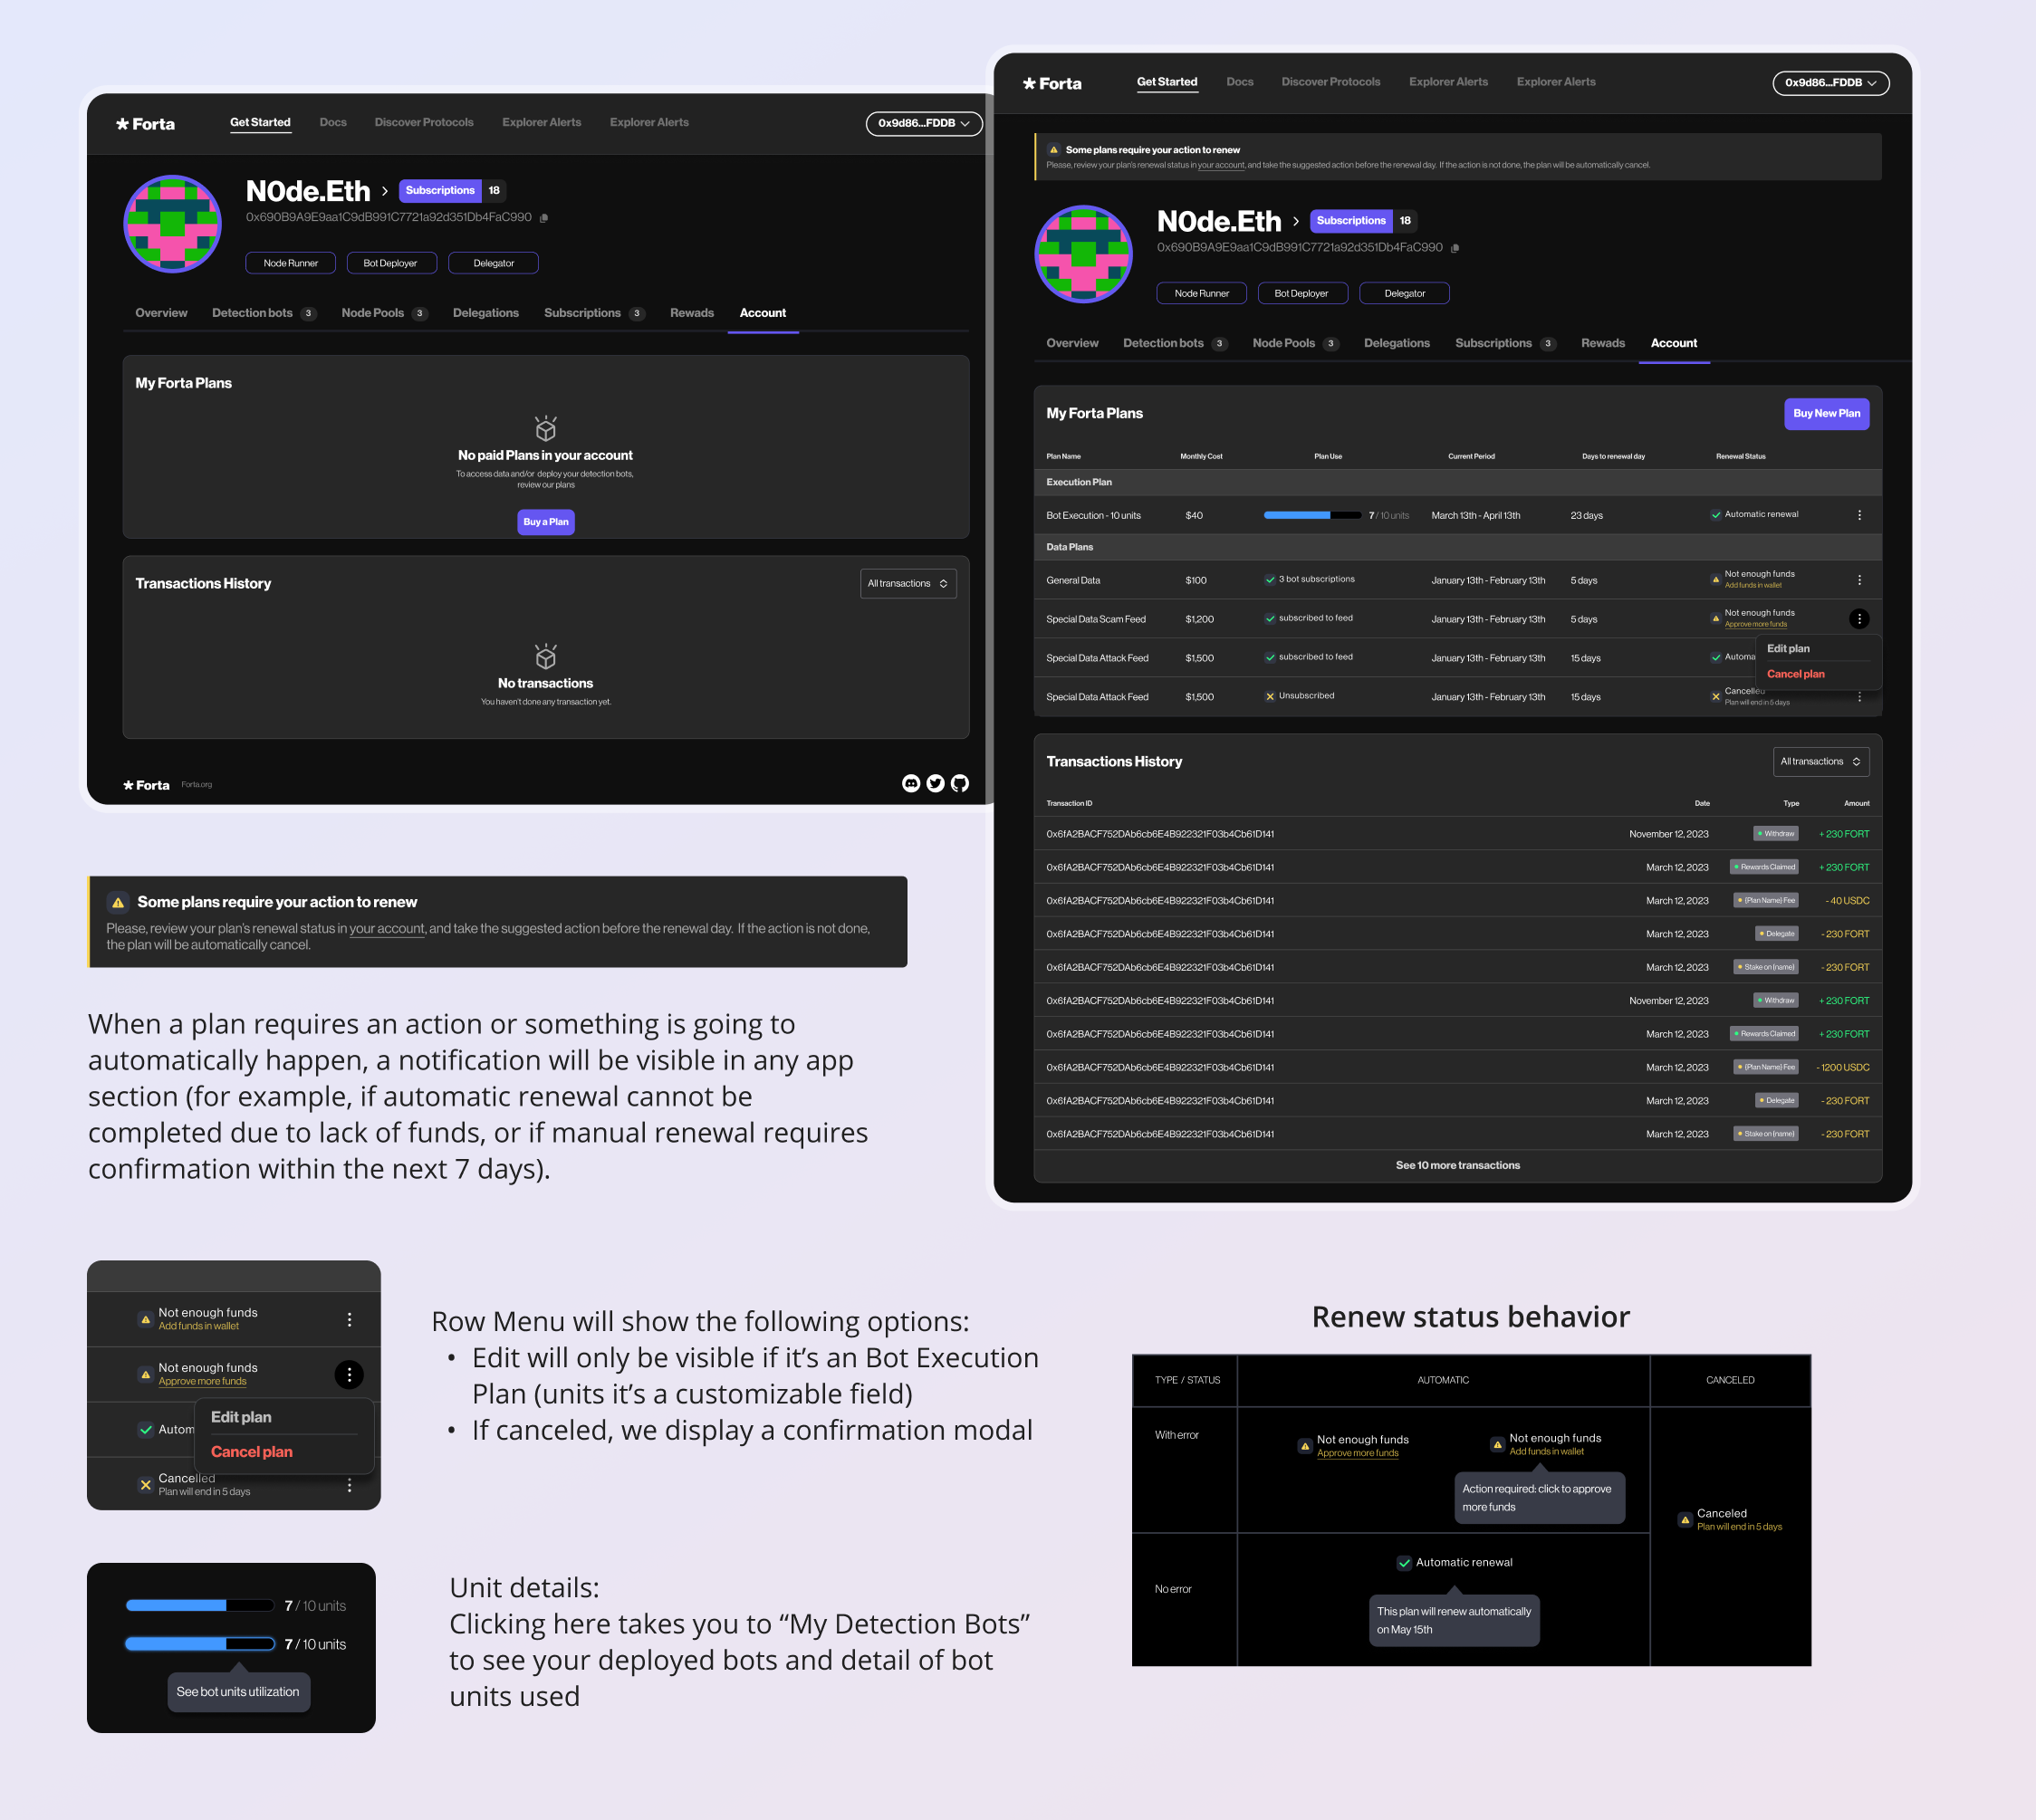 Forta
Get Started
Docs
Discover Protocols
Explorer Alerts
Explorer Alerts
0x9d86...FDDB
N0de.Eth
Subscriptions 18
0x690B9A9E9aa1C9dB991C7721a92d351Db4FaC990
Node Runner
Bot Deployer
Delegator
Overview
Detection bots 3
Node Pools 3
Delegations
Subscriptions 3
Rewads
Account
My Forta Plans
No paid Plans in your account
To access data and/or deploy your detection bots,
review our plans
Buy a Plan
Transactions History
All transactions
No transactions
You haven't done any transaction yet.
Forta
Forta.org
Forta
Get Started
Docs
Discover Protocols
Explorer Alerts
Explorer Alerts
0x9d86...FDDB
Some plans require your action to renew
Please, review your plan's renewal status in your account, and take the suggested action before the renewal day. If the action is not done, the plan will be automatically cancel.
N0de.Eth
Subscriptions 18
0x690B9A9E9aa1C9dB991C7721a92d351Db4FaC990
Node Runner
Bot Deployer
Delegator
Overview
Detection bots 3
Node Pools 3
Delegations
Subscriptions 3
Rewads
Account
My Forta Plans
Buy New Plan
Plan Name Monthly Cost Plan Use Current Period Days to renewal day Renewal Status
Execution Plan
Bot Execution - 10 units $40 7 / 10 units March 13th - April 13th 23 days Automatic renewal
Data Plans
General Data $100 3 bot subscriptions January 13th - February 13th 5 days Not enough funds
Add funds in wallet
Special Data Scam Feed $1,200 subscribed to feed January 13th - February 13th 5 days Not enough funds
Approve more funds
Special Data Attack Feed $1,500 subscribed to feed January 13th - February 13th 15 days Automa
Edit plan
Cancel plan
Special Data Attack Feed $1,500 Unsubscribed January 13th - February 13th 15 days Cancelled
Plan will end in 5 days
Transactions History
All transactions
Transaction ID Date Type Amount
0x6fA2BACF752DAb6cb6E4B922321F03b4Cb61D141 November 12, 2023 Withdraw + 230 FORT
0x6fA2BACF752DAb6cb6E4B922321F03b4Cb61D141 March 12, 2023 Rewards Claimed + 230 FORT
0x6fA2BACF752DAb6cb6E4B922321F03b4Cb61D141 March 12, 2023 {Plan Name} Fee - 40 USDC
0x6fA2BACF752DAb6cb6E4B922321F03b4Cb61D141 March 12, 2023 Delegate - 230 FORT
0x6fA2BACF752DAb6cb6E4B922321F03b4Cb61D141 March 12, 2023 Stake on {name} - 230 FORT
0x6fA2BACF752DAb6cb6E4B922321F03b4Cb61D141 November 12, 2023 Withdraw + 230 FORT
0x6fA2BACF752DAb6cb6E4B922321F03b4Cb61D141 March 12, 2023 Rewards Claimed + 230 FORT
0x6fA2BACF752DAb6cb6E4B922321F03b4Cb61D141 March 12, 2023 {Plan Name} Fee - 1200 USDC
0x6fA2BACF752DAb6cb6E4B922321F03b4Cb61D141 March 12, 2023 Delegate - 230 FORT
0x6fA2BACF752DAb6cb6E4B922321F03b4Cb61D141 March 12, 2023 Stake on {name} - 230 FORT
See 10 more transactions
Some plans require your action to renew
Please, review your plan's renewal status in your account, and take the suggested action before the renewal day. If the action is not done,
the plan will be automatically cancel.
When a plan requires an action or something is going to
automatically happen, a notification will be visible in any app
section (for example, if automatic renewal cannot be
completed due to lack of funds, or if manual renewal requires
confirmation within the next 7 days).
Not enough funds
Add funds in wallet
Not enough funds
Approve more funds
Autom
Edit plan
Cancel plan
Cancelled
Plan will end in 5 days
Row Menu will show the following options:
• Edit will only be visible if it's an Bot Execution
Plan (units it's a customizable field)
• If canceled, we display a confirmation modal
7 / 10 units
7 / 10 units
See bot units utilization
Unit details:
Clicking here takes you to “My Detection Bots”
to see your deployed bots and detail of bot
units used
Renew status behavior
TYPE / STATUS AUTOMATIC CANCELED
With error
Not enough funds
Approve more funds
Not enough funds
Add funds in wallet
Action required: click to approve
more funds
Canceled
Plan will end in 5 days
No error
Automatic renewal
This plan will renew automatically
on May 15th